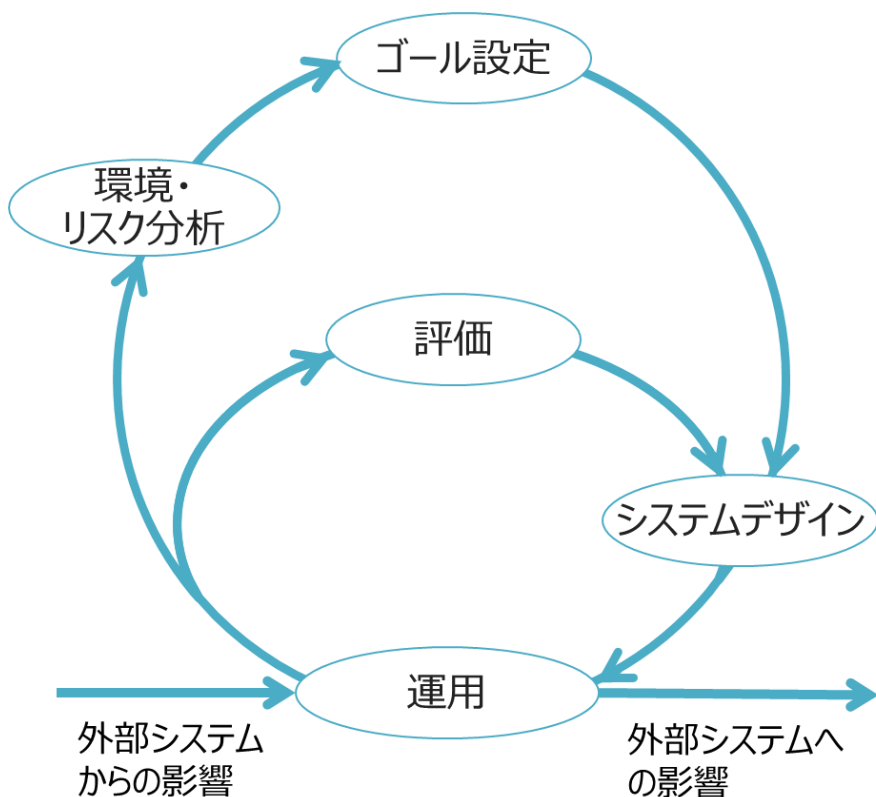 ゴール設定
環境・
リスク分析
評価
システムデザイン
運用
外部システム
からの影響
外部システムへ
の影響